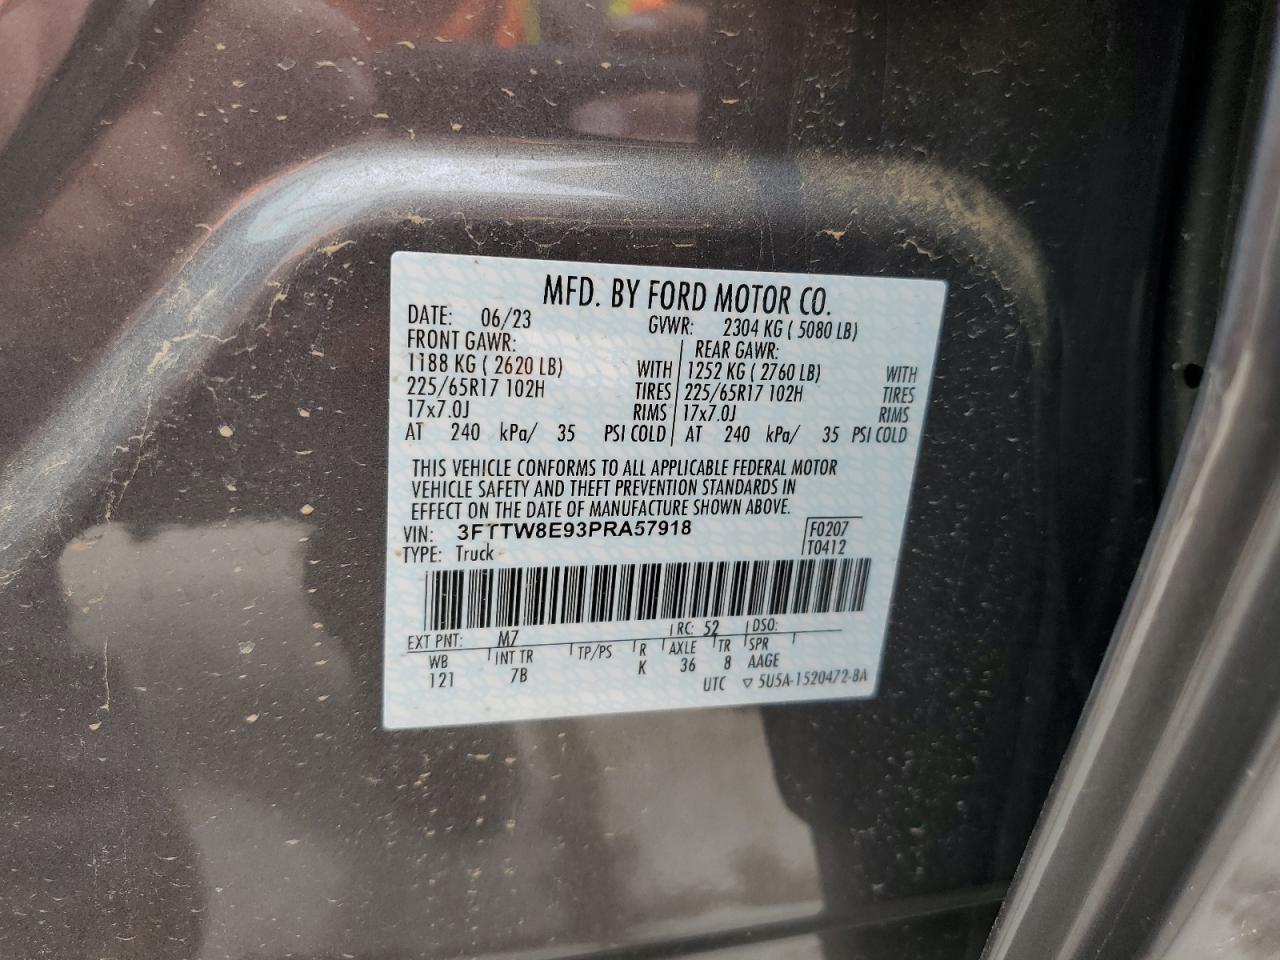 MFD. BY FORD MOTOR CO.
DATE: 06/23 GVWR: 2304 KG ( 5080 LB)
FRONT GAWR: REAR GAWR:
1188 KG ( 2620 LB) WITH 1252 KG ( 2760 LB) WITH
225/65R17 102H TIRES 225/65R17 102H TIRES
17x7.0J RIMS 17x7.0J RIMS
AT 240 kPa/ 35 PSI COLD AT 240 kPa/ 35 PSI COLD
THIS VEHICLE CONFORMS TO ALL APPLICABLE FEDERAL MOTOR
VEHICLE SAFETY AND THEFT PREVENTION STANDARDS IN
EFFECT ON THE DATE OF MANUFACTURE SHOWN ABOVE.
VIN: 3FTTW8E93PRA57918 F0207
TYPE: Truck T0412
EXT PNT: M7 RC: 52 DSO:
WB INT TR TP/PS R AXLE TR SPR
121 7B K 36 8 AAGE
UTC ▽ 5U5A-1520472-BA